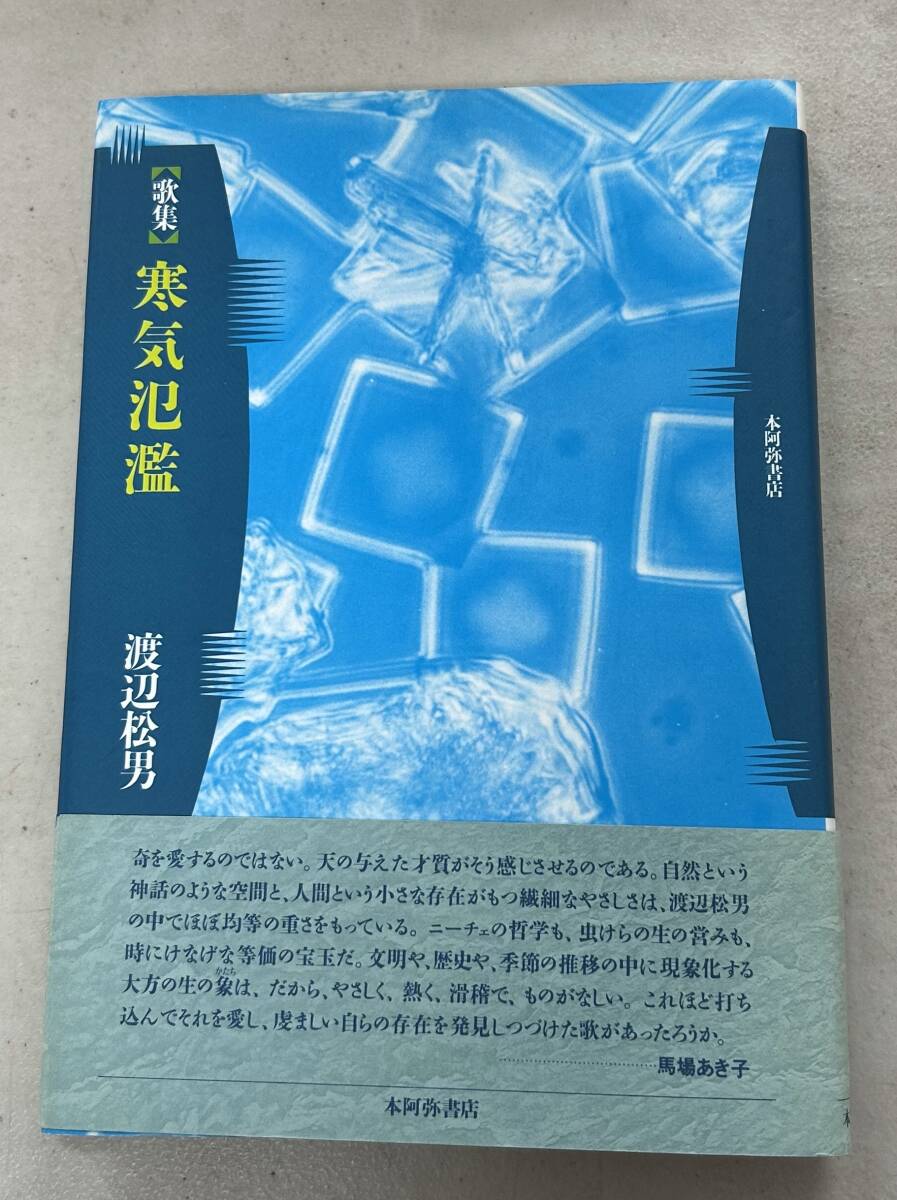 【歌集】
寒気氾濫
渡辺松男
本阿弥書店
奇を愛するのではない。天の与えた才質がそう感じさせるのである。自然という
神話のような空間と、人間という小さな存在がもつ繊細なやさしさは、渡辺松男
の中でほぼ均等の重さをもっている。ニーチェの哲学も、虫けらの生の営みも、
時にけなげな等価の宝玉だ。文明や、歴史や、季節の推移の中に現象化する
かたち
大方の生の象は、だから、やさしく、熱く、滑稽で、ものがなしい。これほど打ち
込んでそれを愛し、虔ましい自らの存在を発見しつづけた歌があったろうか。
馬場あき子
本阿弥書店